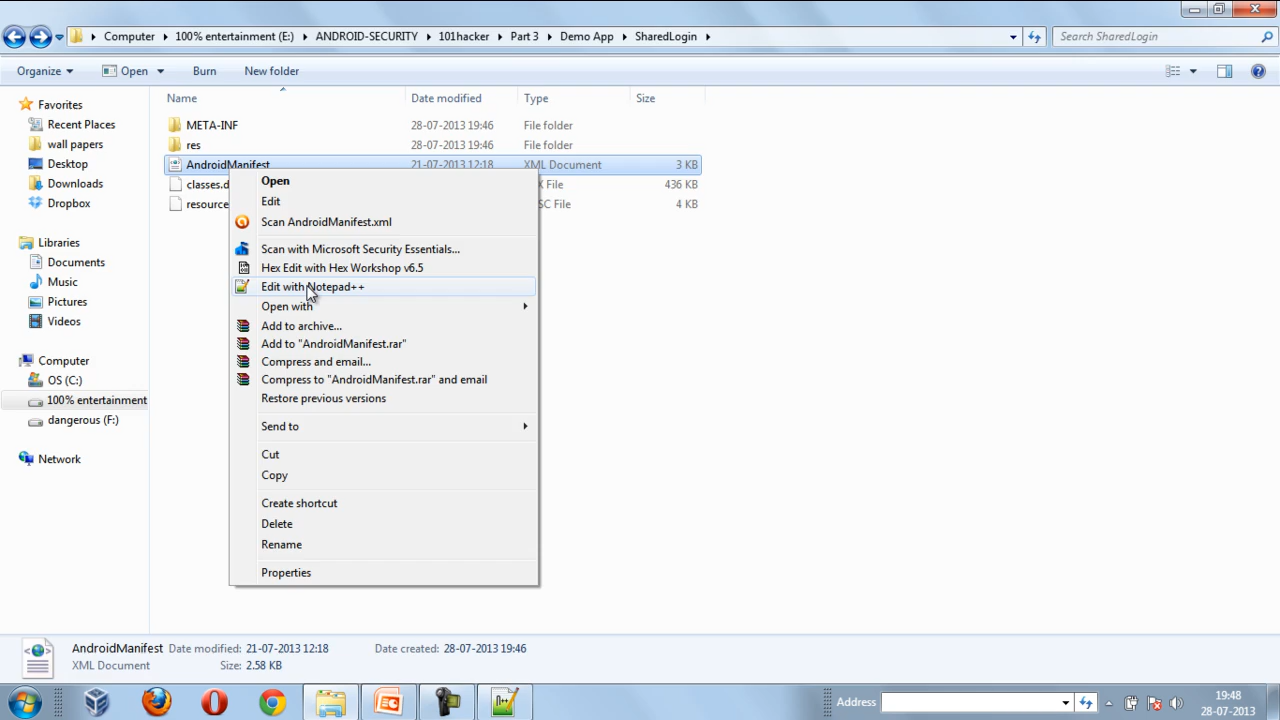 Computer 100% entertainment (E:) ANDROID-SECURITY 101hacker Part 3 Demo App SharedLogin Search SharedLogin
Organize Open Burn New folder
Name Date modified Type Size
Favorites
Recent Places
wall papers
Desktop
Downloads
Dropbox
Libraries
Documents
Music
Pictures
Videos
Computer
OS (C:)
100% entertainment
dangerous (F:)
Network
META-INF 28-07-2013 19:46 File folder
res 28-07-2013 19:46 File folder
AndroidManifest 21-07-2013 12:18 XML Document 3 KB
classes.d X File 436 KB
resource SC File 4 KB
Open
Edit
Scan AndroidManifest.xml
Scan with Microsoft Security Essentials...
Hex Edit with Hex Workshop v6.5
Edit with Notepad++
Open with
Add to archive...
Add to "AndroidManifest.rar"
Compress and email...
Compress to "AndroidManifest.rar" and email
Restore previous versions
Send to
Cut
Copy
Create shortcut
Delete
Rename
Properties
AndroidManifest Date modified: 21-07-2013 12:18 Date created: 28-07-2013 19:46
XML Document Size: 2.58 KB
Address 19:48
28-07-2013